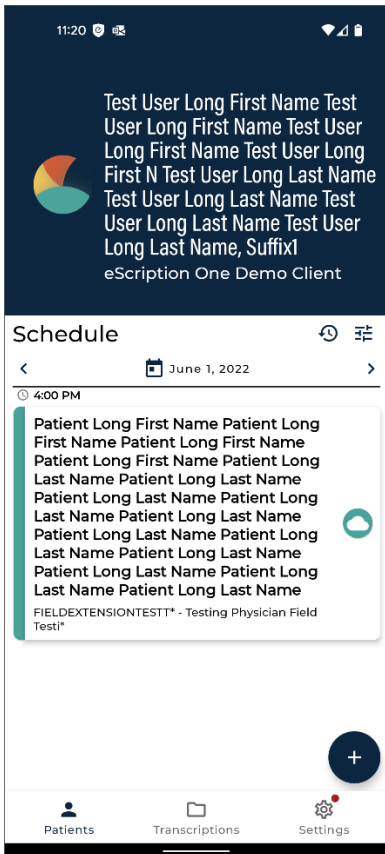 11:20
Test User Long First Name Test
User Long First Name Test User
Long First Name Test User Long
First N Test User Long Last Name
Test User Long Last Name Test
User Long Last Name Test User
Long Last Name, Suffix1
eScription One Demo Client
Schedule
June 1, 2022
4:00 PM
Patient Long First Name Patient Long
First Name Patient Long First Name
Patient Long First Name Patient Long
Last Name Patient Long Last Name
Patient Long Last Name Patient Long
Last Name Patient Long Last Name
Patient Long Last Name Patient Long
Last Name Patient Long Last Name
Patient Long Last Name Patient Long
Last Name Patient Long Last Name
FIELDEXTENSIONTESTT* - Testing Physician Field
Testi*
Patients
Transcriptions
Settings